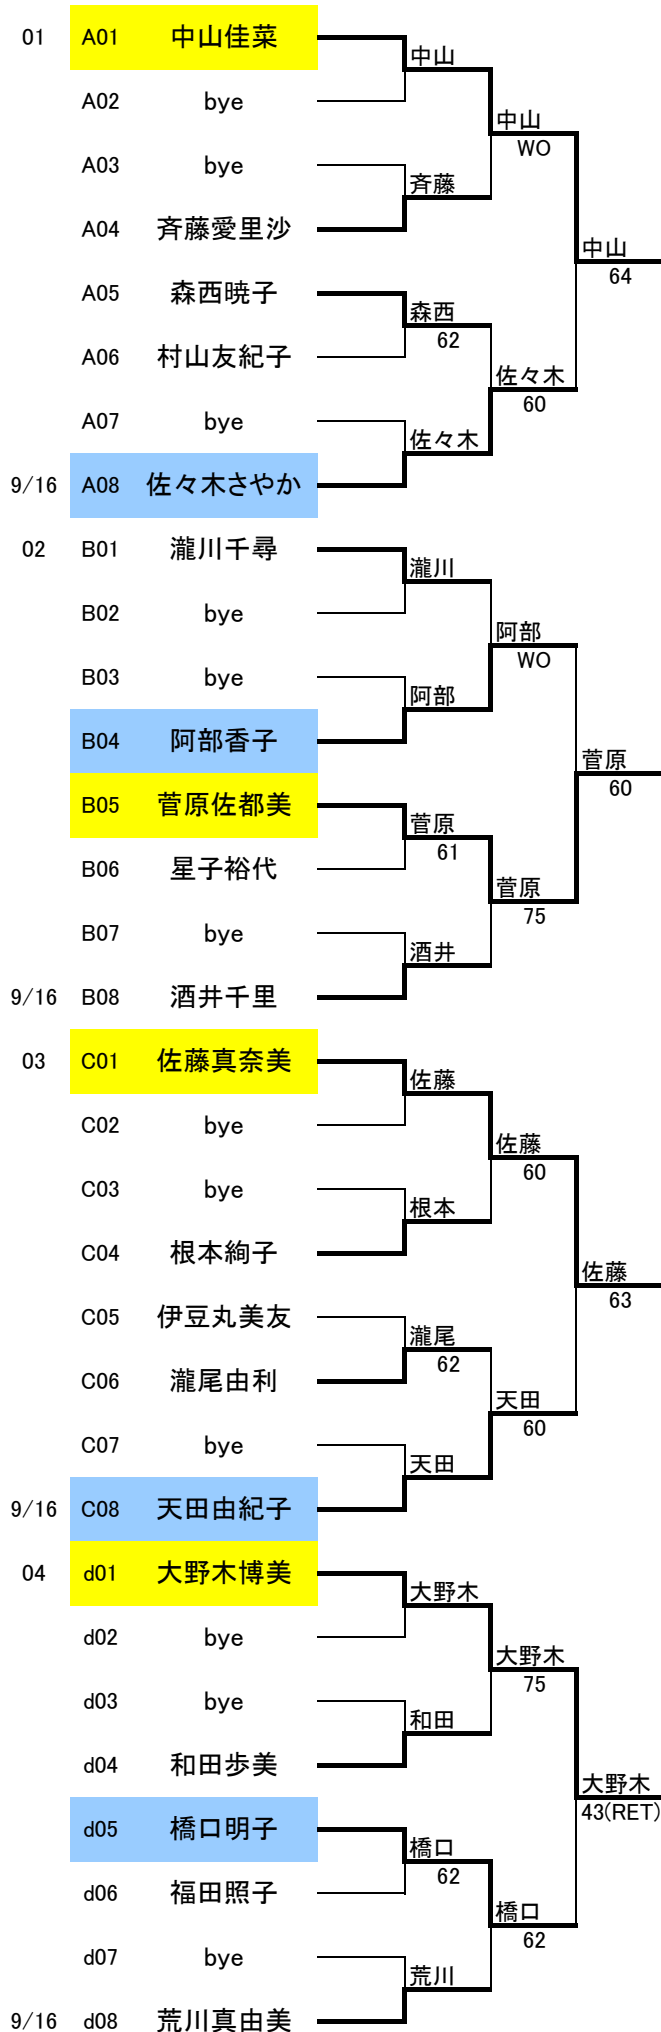 01 A01 中山佳菜
中山
A02 bye
中山
WO
A03 bye
斉藤
A04 斉藤愛里沙
中山
64
A05 森西暁子
森西
62
A06 村山友紀子
佐々木
60
A07 bye
佐々木
9/16 A08 佐々木さやか
02 B01 瀧川千尋
瀧川
B02 bye
阿部
WO
B03 bye
阿部
B04 阿部香子
菅原
60
B05 菅原佐都美
菅原
61
B06 星子裕代
菅原
75
B07 bye
酒井
9/16 B08 酒井千里
03 C01 佐藤真奈美
佐藤
C02 bye
佐藤
60
C03 bye
根本
C04 根本絢子
佐藤
63
C05 伊豆丸美友
瀧尾
62
C06 瀧尾由利
天田
60
C07 bye
天田
9/16 C08 天田由紀子
04 d01 大野木博美
大野木
d02 bye
大野木
75
d03 bye
和田
d04 和田歩美
大野木
43(RET)
d05 橋口明子
橋口
62
d06 福田照子
橋口
62
d07 bye
荒川
9/16 d08 荒川真由美